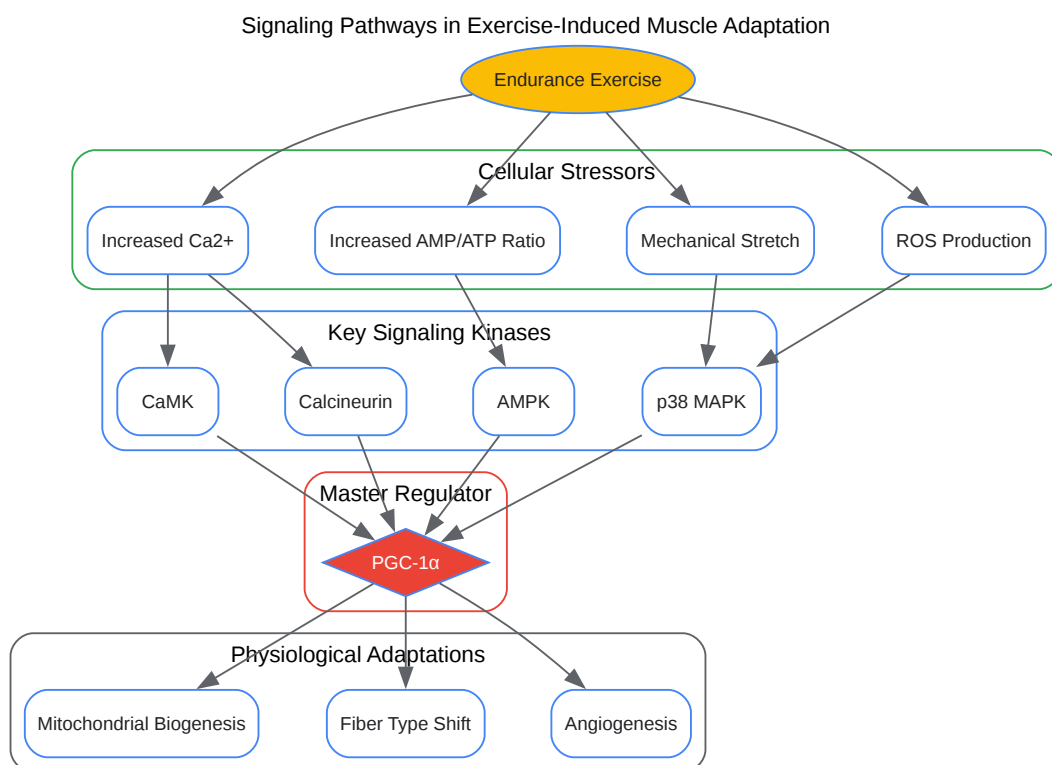 Signaling Pathways in Exercise-Induced Muscle Adaptation
Endurance Exercise
Cellular Stressors
Increased Ca2+
Increased AMP/ATP Ratio
Mechanical Stretch
ROS Production
Key Signaling Kinases
CaMK
Calcineurin
AMPK
p38 MAPK
Master Regulator
PGC-1α
Physiological Adaptations
Mitochondrial Biogenesis
Fiber Type Shift
Angiogenesis